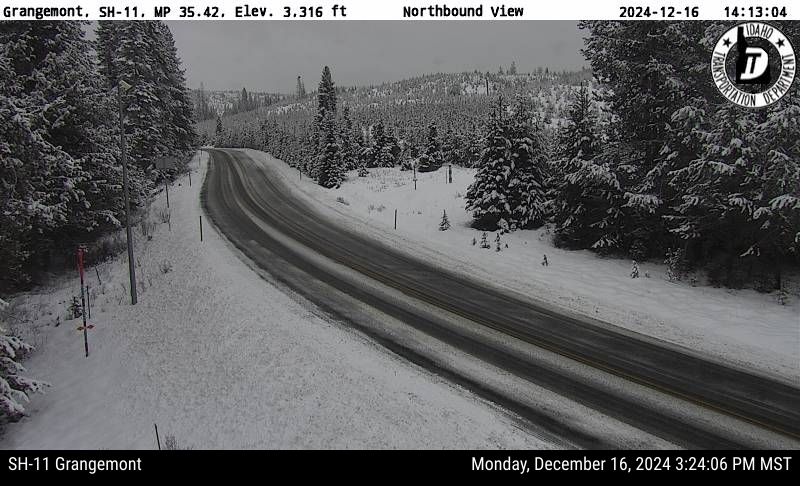 Grangemont, SH-11, MP 35.42, Elev. 3,316 ft Northbound View 2024-12-16 14:13:04
IDAHO
TRANSPORTATION DEPARTMENT
SH-11 Grangemont Monday, December 16, 2024 3:24:06 PM MST